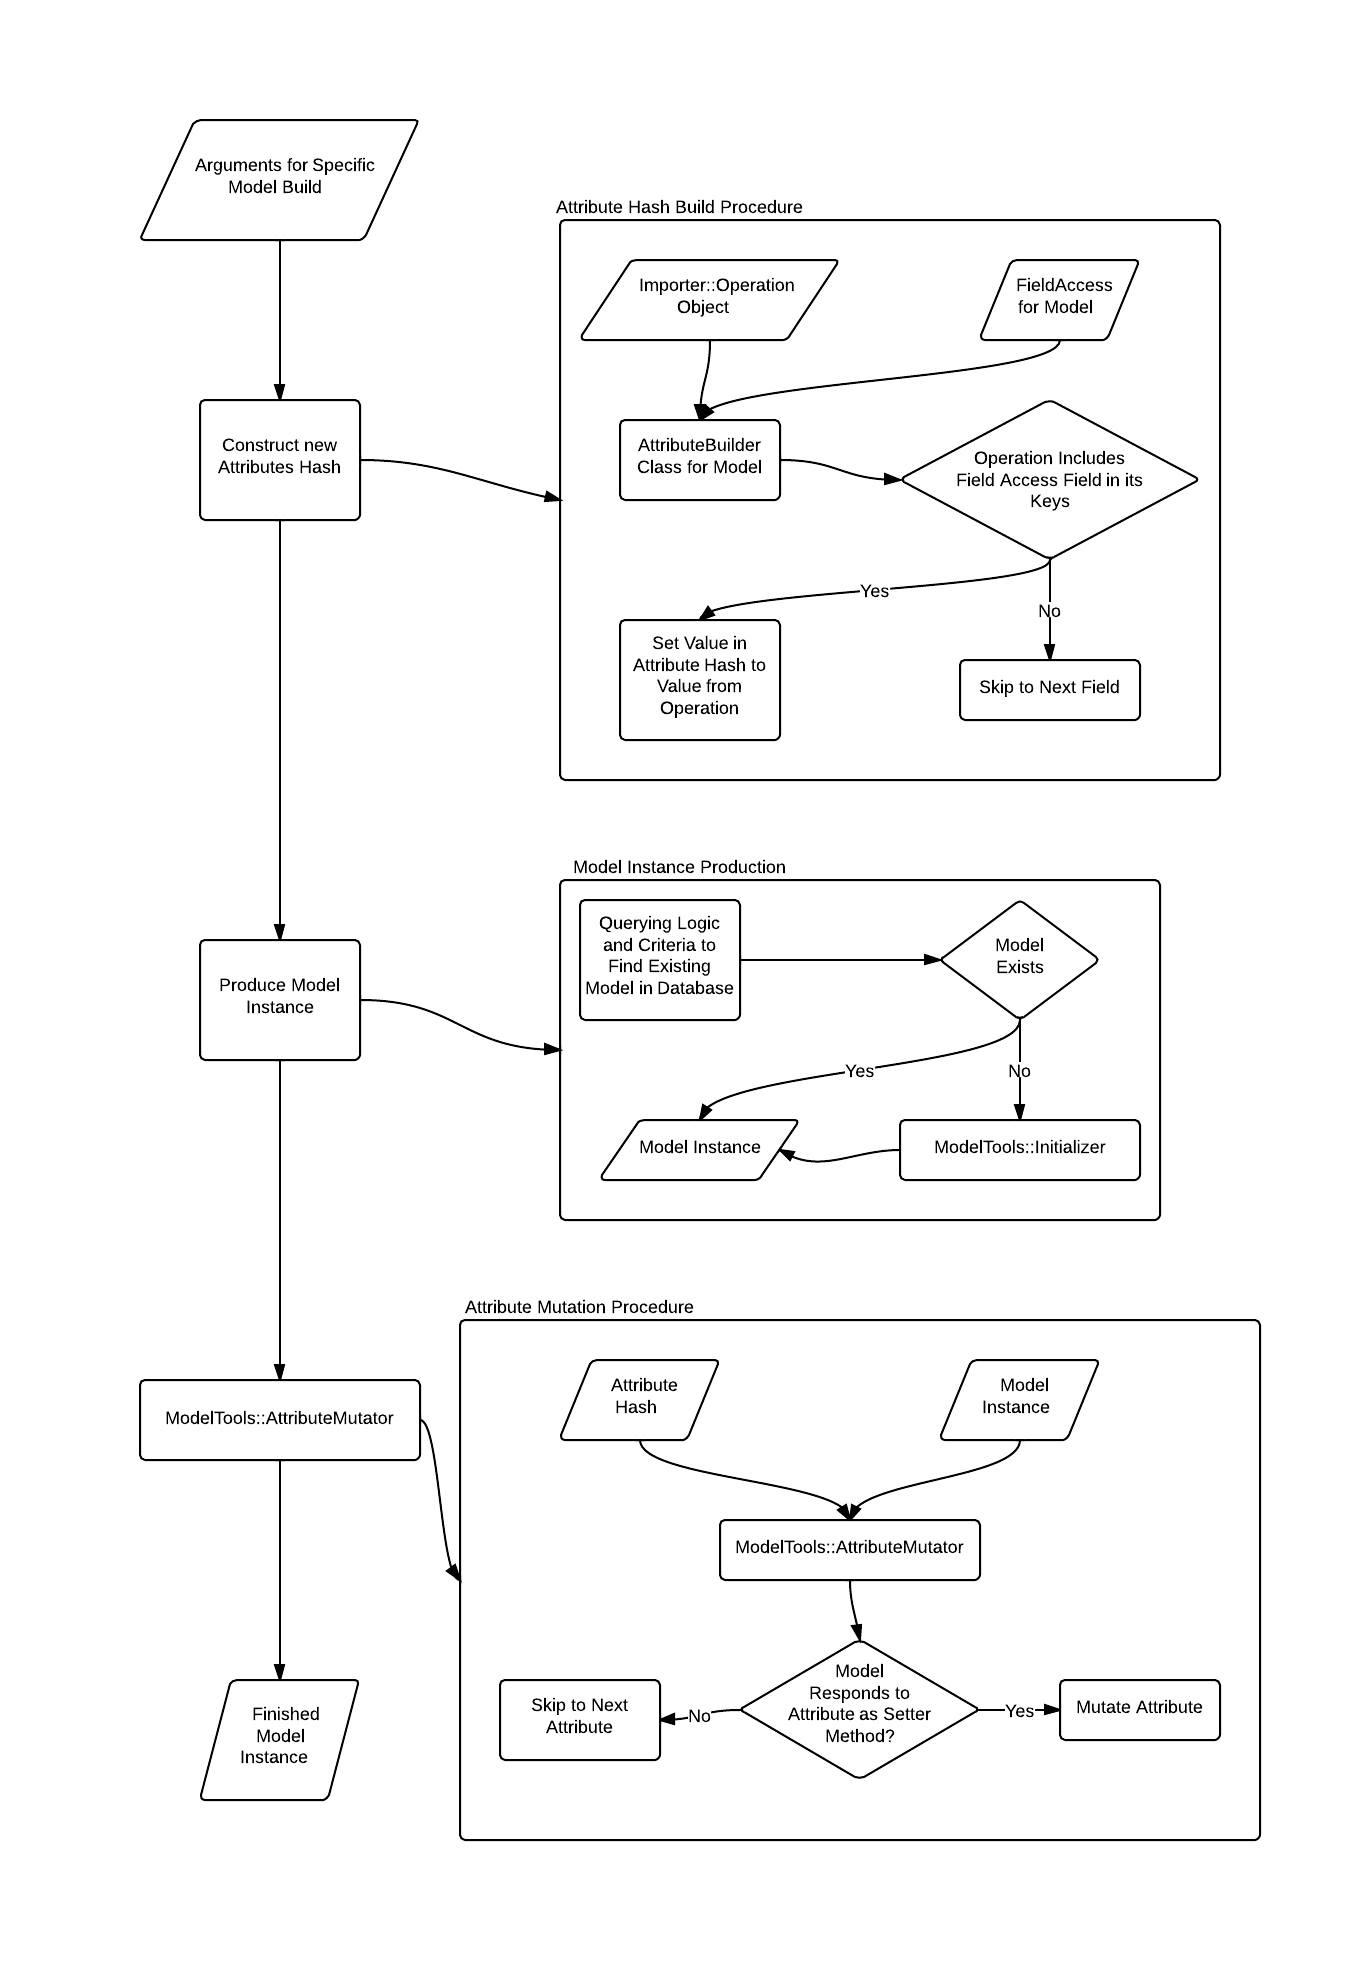 Arguments for Specific
Model Build
Attribute Hash Build Procedure
Importer::Operation
Object
FieldAccess
for Model
Construct new
Attributes Hash
AttributeBuilder
Class for Model
Operation Includes
Field Access Field in its
Keys
Yes
No
Set Value in
Attribute Hash to
Value from
Operation
Skip to Next Field
Model Instance Production
Querying Logic
and Criteria to
Find Existing
Model in Database
Model
Exists
Produce Model
Instance
Yes
No
Model Instance
ModelTools::Initializer
Attribute Mutation Procedure
Attribute
Hash
Model
Instance
ModelTools::AttributeMutator
ModelTools::AttributeMutator
Model
Responds to
Attribute as Setter
Method?
Skip to Next
Attribute
No
Yes
Mutate Attribute
Finished
Model
Instance